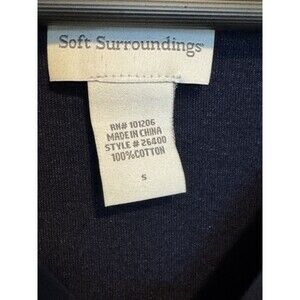 Soft Surroundings®
RN# 101206
MADE IN CHINA
STYLE # 26400
100% COTTON
S